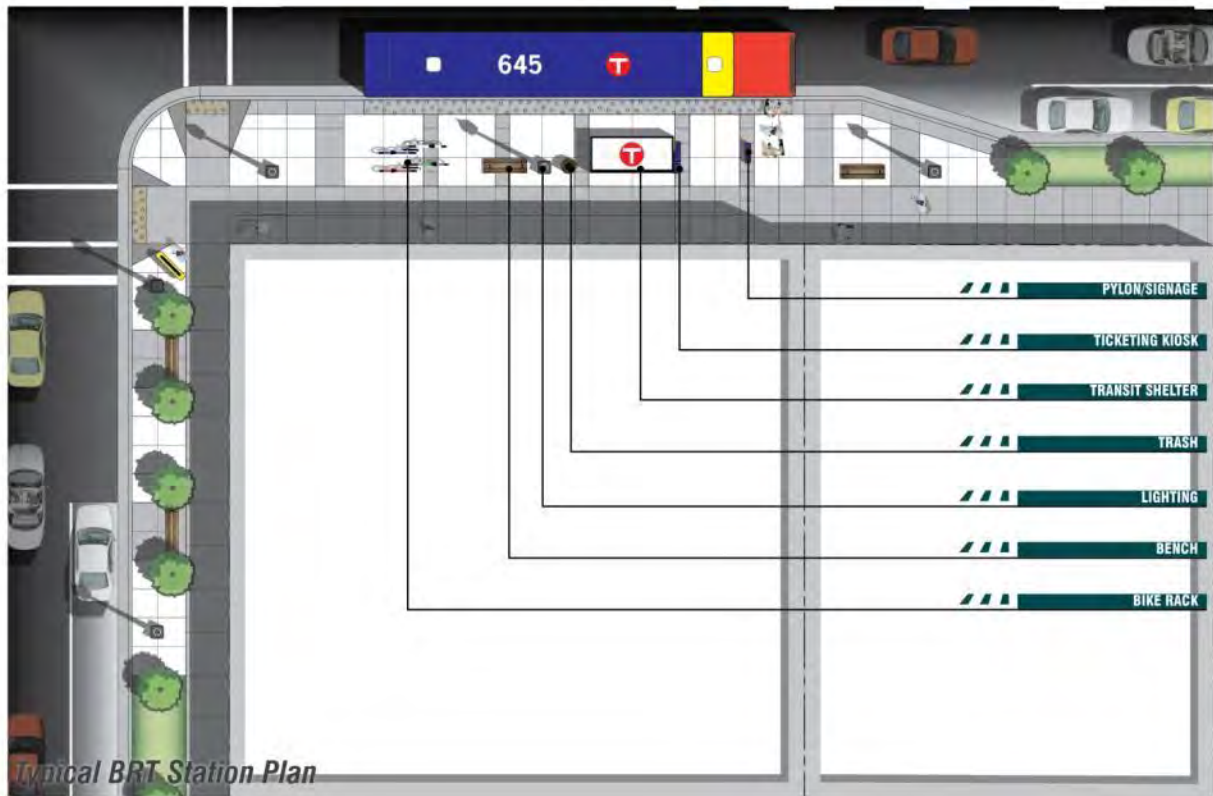 645 T
T
PYLON/SIGNAGE
TICKETING KIOSK
TRANSIT SHELTER
TRASH
LIGHTING
BENCH
BIKE RACK
Typical BRT Station Plan